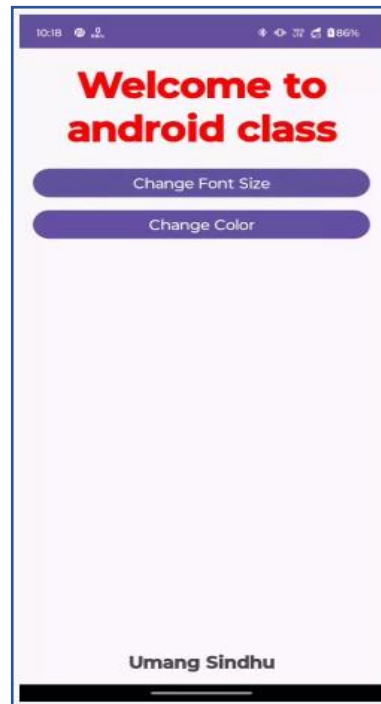 10:18 86%
Welcome to
android class
Change Font Size
Change Color
Umang Sindhu